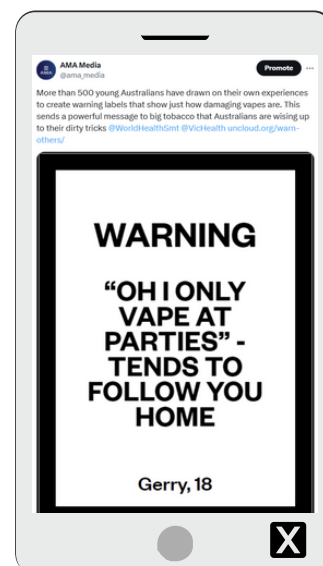 AMA Media
@ama_media
Promote
More than 500 young Australians have drawn on their own experiences
to create warning labels that show just how damaging vapes are. This
sends a powerful message to big tobacco that Australians are wising up
to their dirty tricks @WorldHealthSmt @VicHealth uncloud.org/warn-
others/
WARNING
“OH I ONLY
VAPE AT
PARTIES” -
TENDS TO
FOLLOW YOU
HOME
Gerry, 18
X